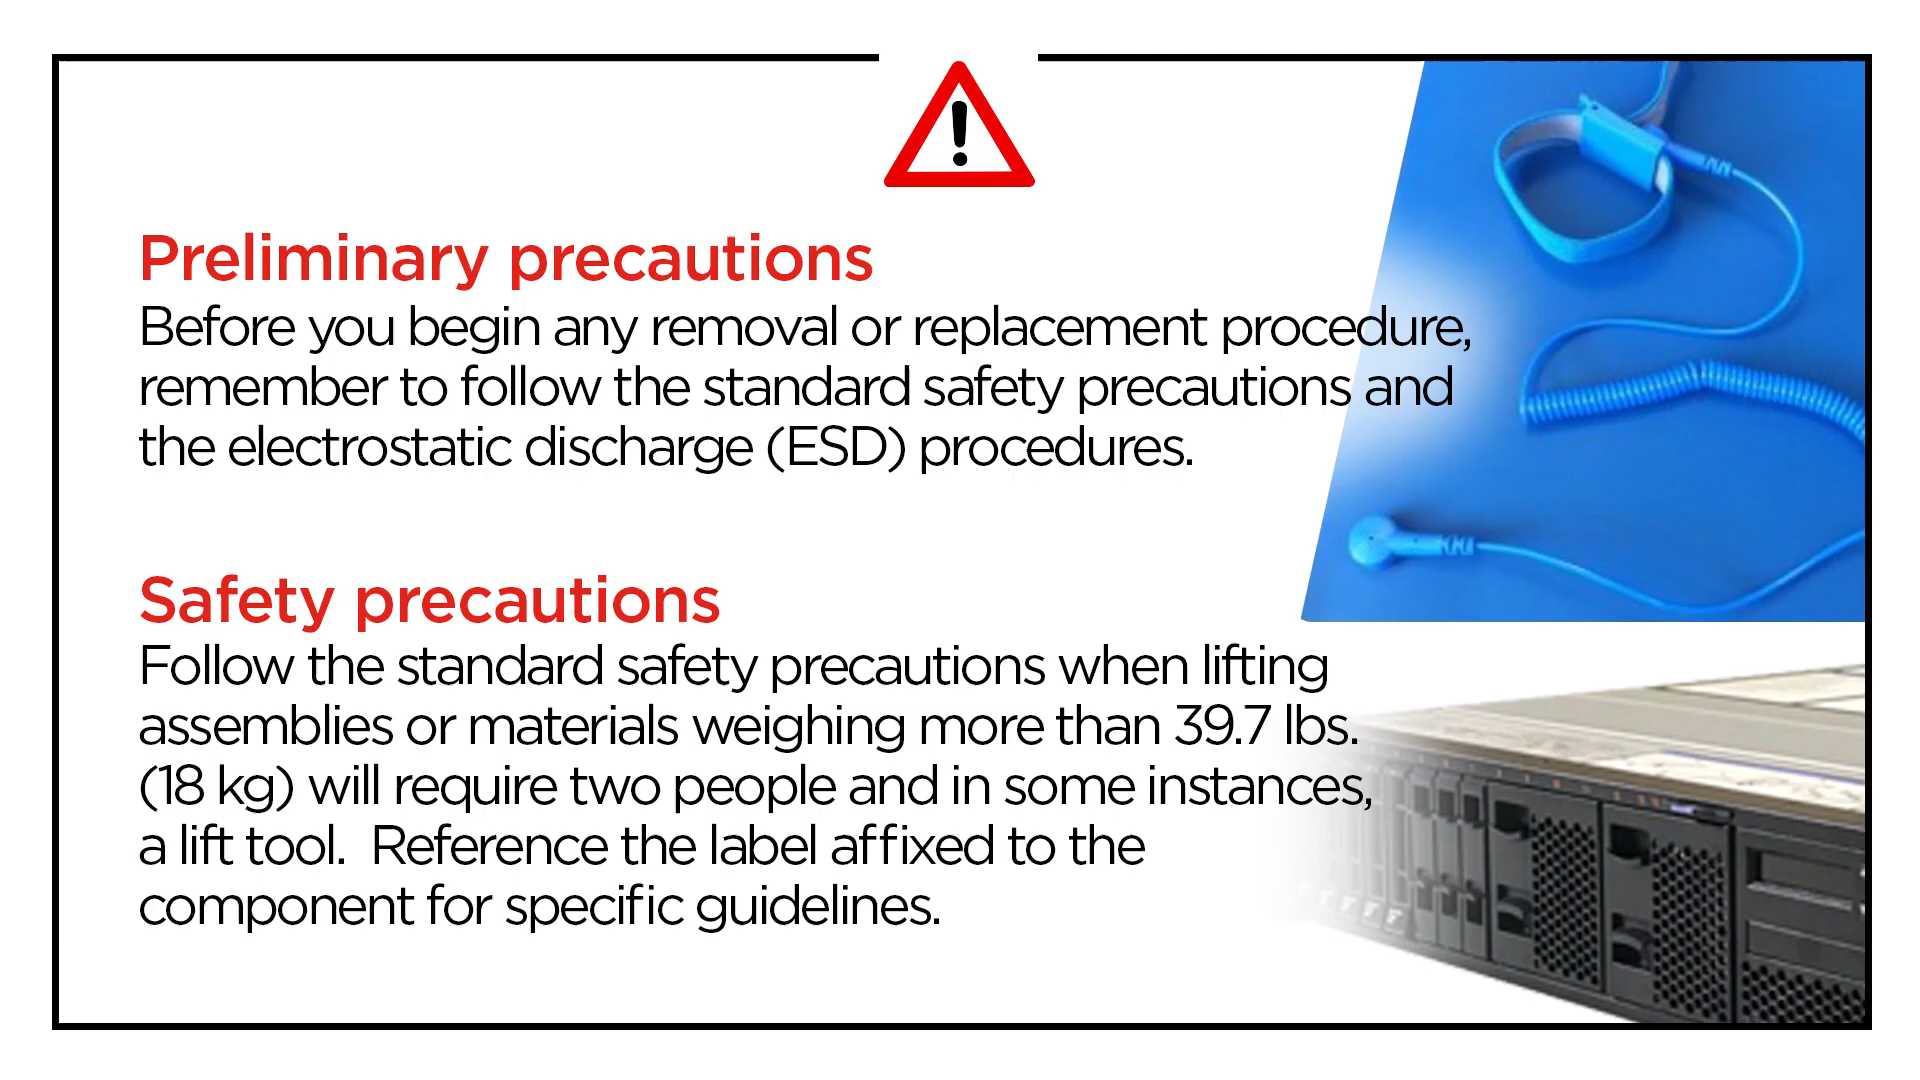 Preliminary precautions
Before you begin any removal or replacement procedure,
remember to follow the standard safety precautions and
the electrostatic discharge (ESD) procedures.
Safety precautions
Follow the standard safety precautions when lifting
assemblies or materials weighing more than 39.7 lbs.
(18 kg) will require two people and in some instances,
a lift tool.  Reference the label affixed to the
component for specific guidelines.